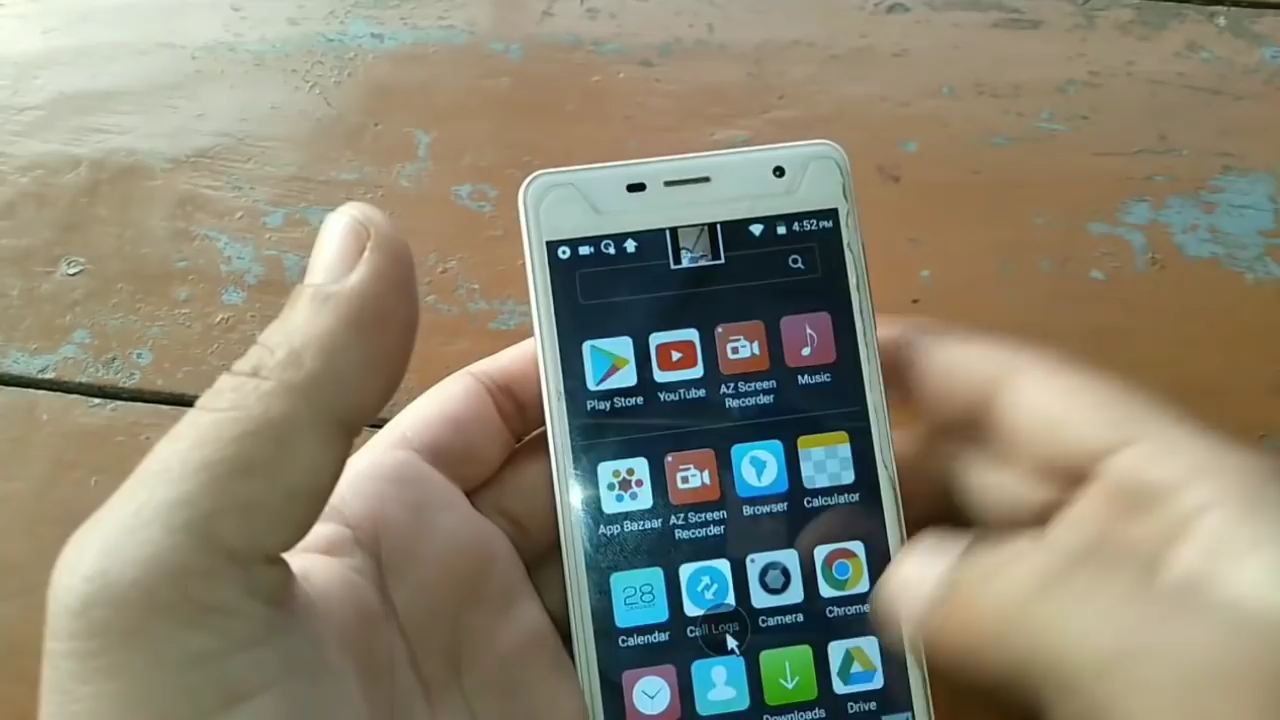 4:52 PM
Play Store
YouTube
AZ Screen
Recorder
Music
App Bazaar
AZ Screen
Recorder
Browser
Calculator
28
Calendar
Call Logs
Camera
Chrome
Downloads
Drive